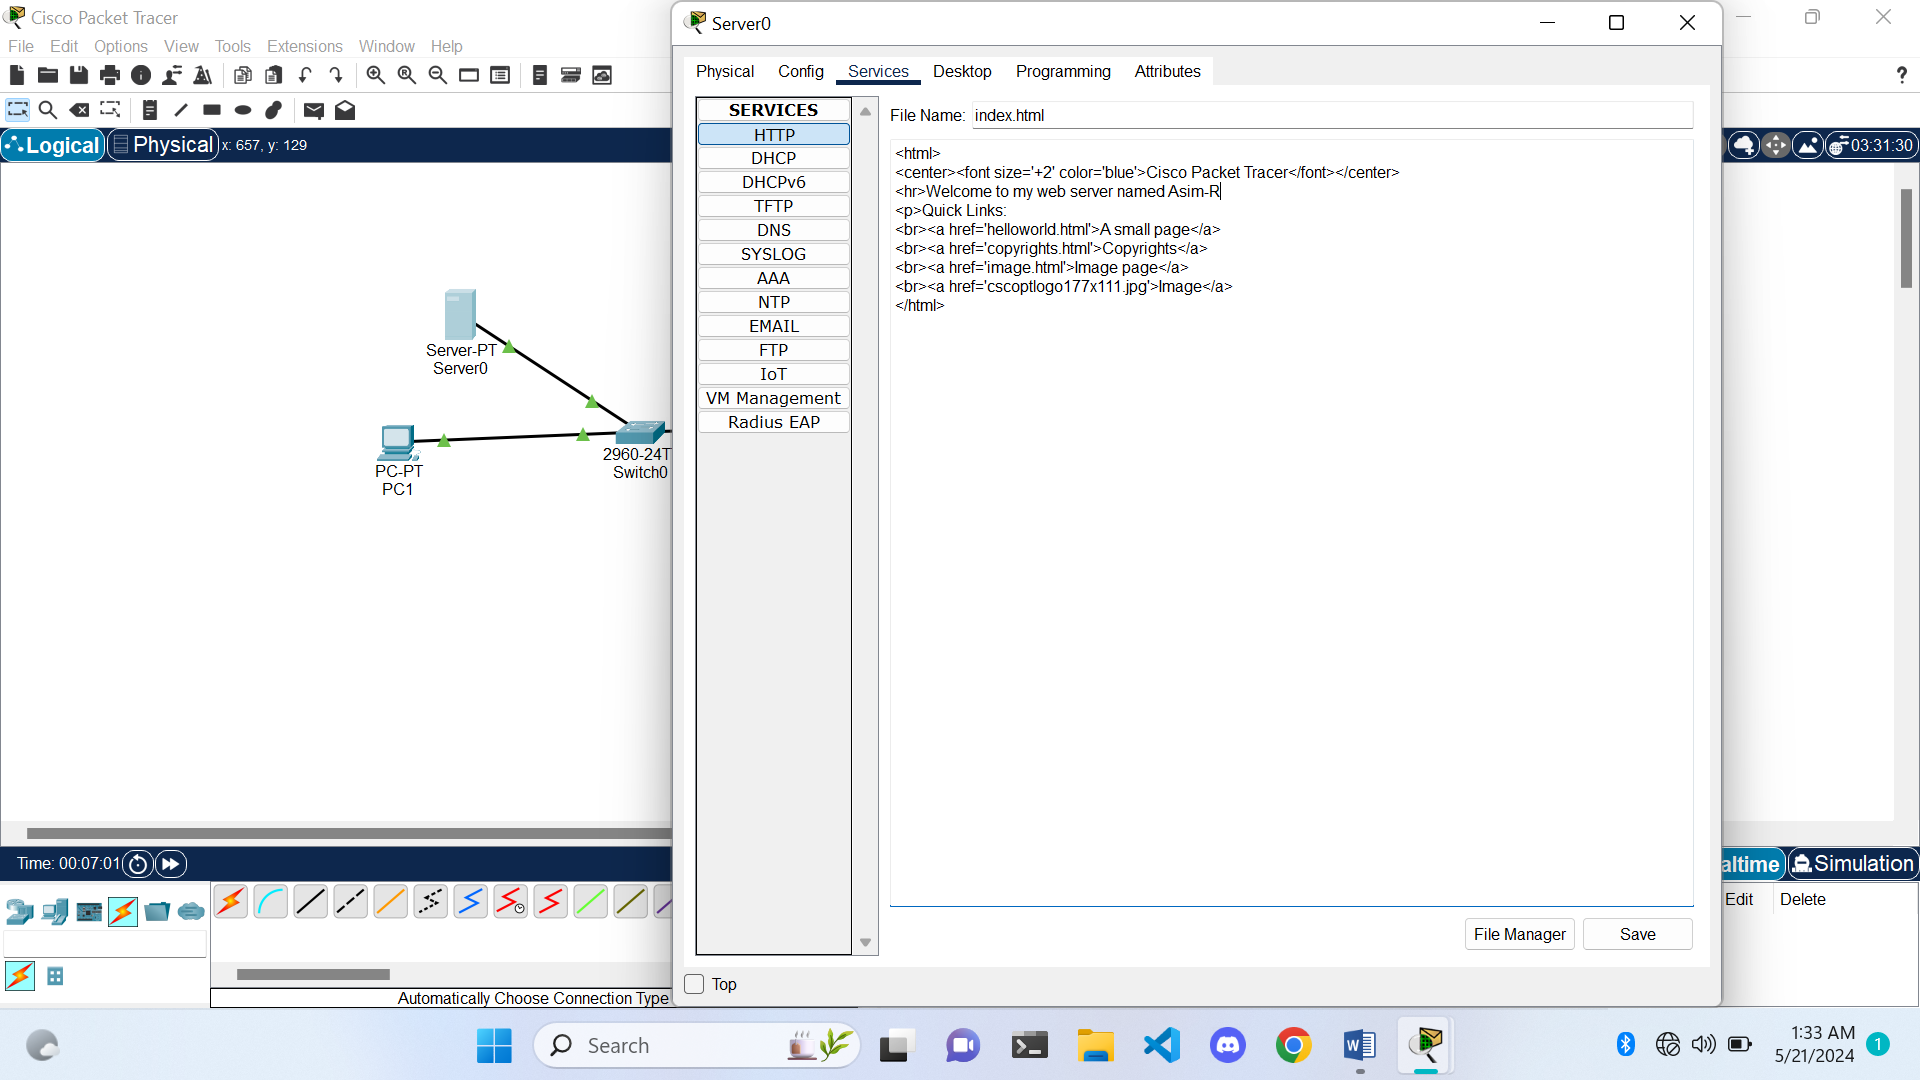 Cisco Packet Tracer
File Edit Options View Tools Extensions Window Help
Logical Physical x: 657, y: 129
Server-PT
Server0
PC-PT
PC1
2960-24T
Switch0
Time: 00:07:01
Automatically Choose Connection Type
Server0
Physical Config Services Desktop Programming Attributes
SERVICES
HTTP
DHCP
DHCPv6
TFTP
DNS
SYSLOG
AAA
NTP
EMAIL
FTP
IoT
VM Management
Radius EAP
File Name: index.html
<html>
<center><font size='+2' color='blue'>Cisco Packet Tracer</font></center>
<hr>Welcome to my web server named Asim-R
<p>Quick Links:
<br><a href='helloworld.html'>A small page</a>
<br><a href='copyrights.html'>Copyrights</a>
<br><a href='image.html'>Image page</a>
<br><a href='cscoptlogo177x111.jpg'>Image</a>
</html>
File Manager Save
Top
?
03:31:30
altime Simulation
Edit Delete
Search
1:33 AM
5/21/2024
1